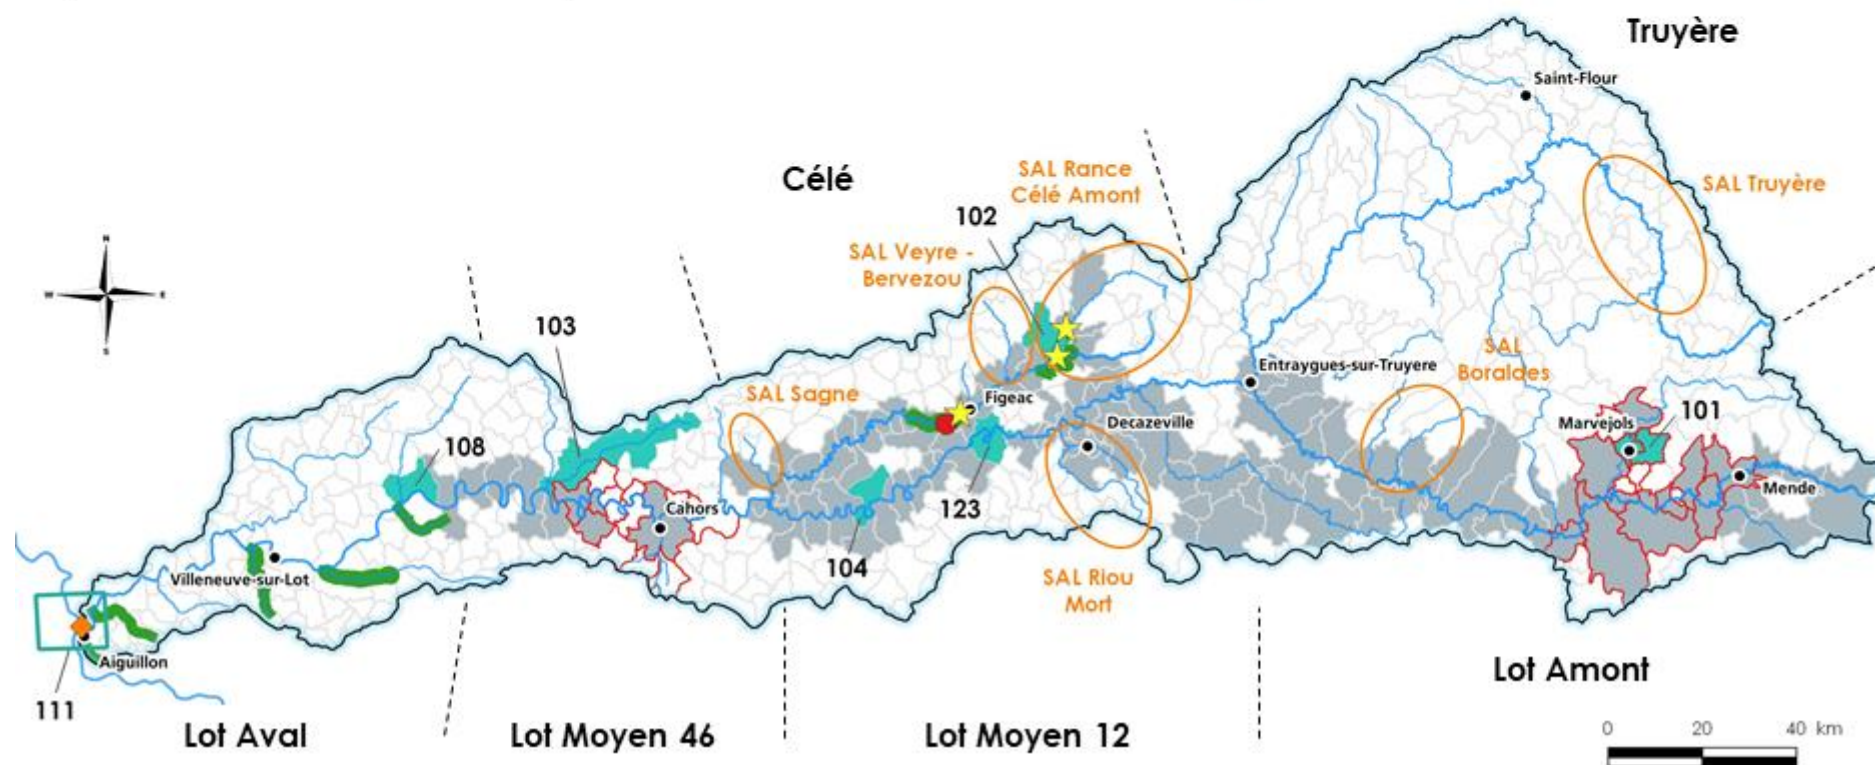 Truyère
Saint-Flour
Célé
SAL Rance
Célé Amont
SAL Truyère
102
SAL Veyre -
Bervezou
N
W
E
S
103
Entraygues-sur-Truyere
SAL
Boraldes
SAL Sagne
Figeac
Decazeville
Marvejols
101
108
Mende
Cahors
123
104
Villeneuve-sur-Lot
SAL Riou
Mort
Aiguillon
Lot Amont
111
Lot Aval
Lot Moyen 46
Lot Moyen 12
0 20 40 km